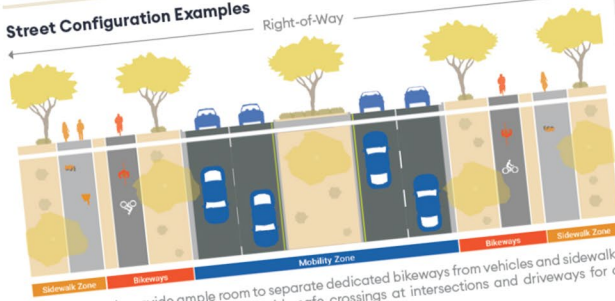 Street Configuration Examples
Right-of-Way
Sidewalk Zone
Bikeways
Mobility Zone
Bikeways
Sidewalk Zone
ample room to separate dedicated bikeways from vehicles and sidewalk
crossings at intersections and driveways for